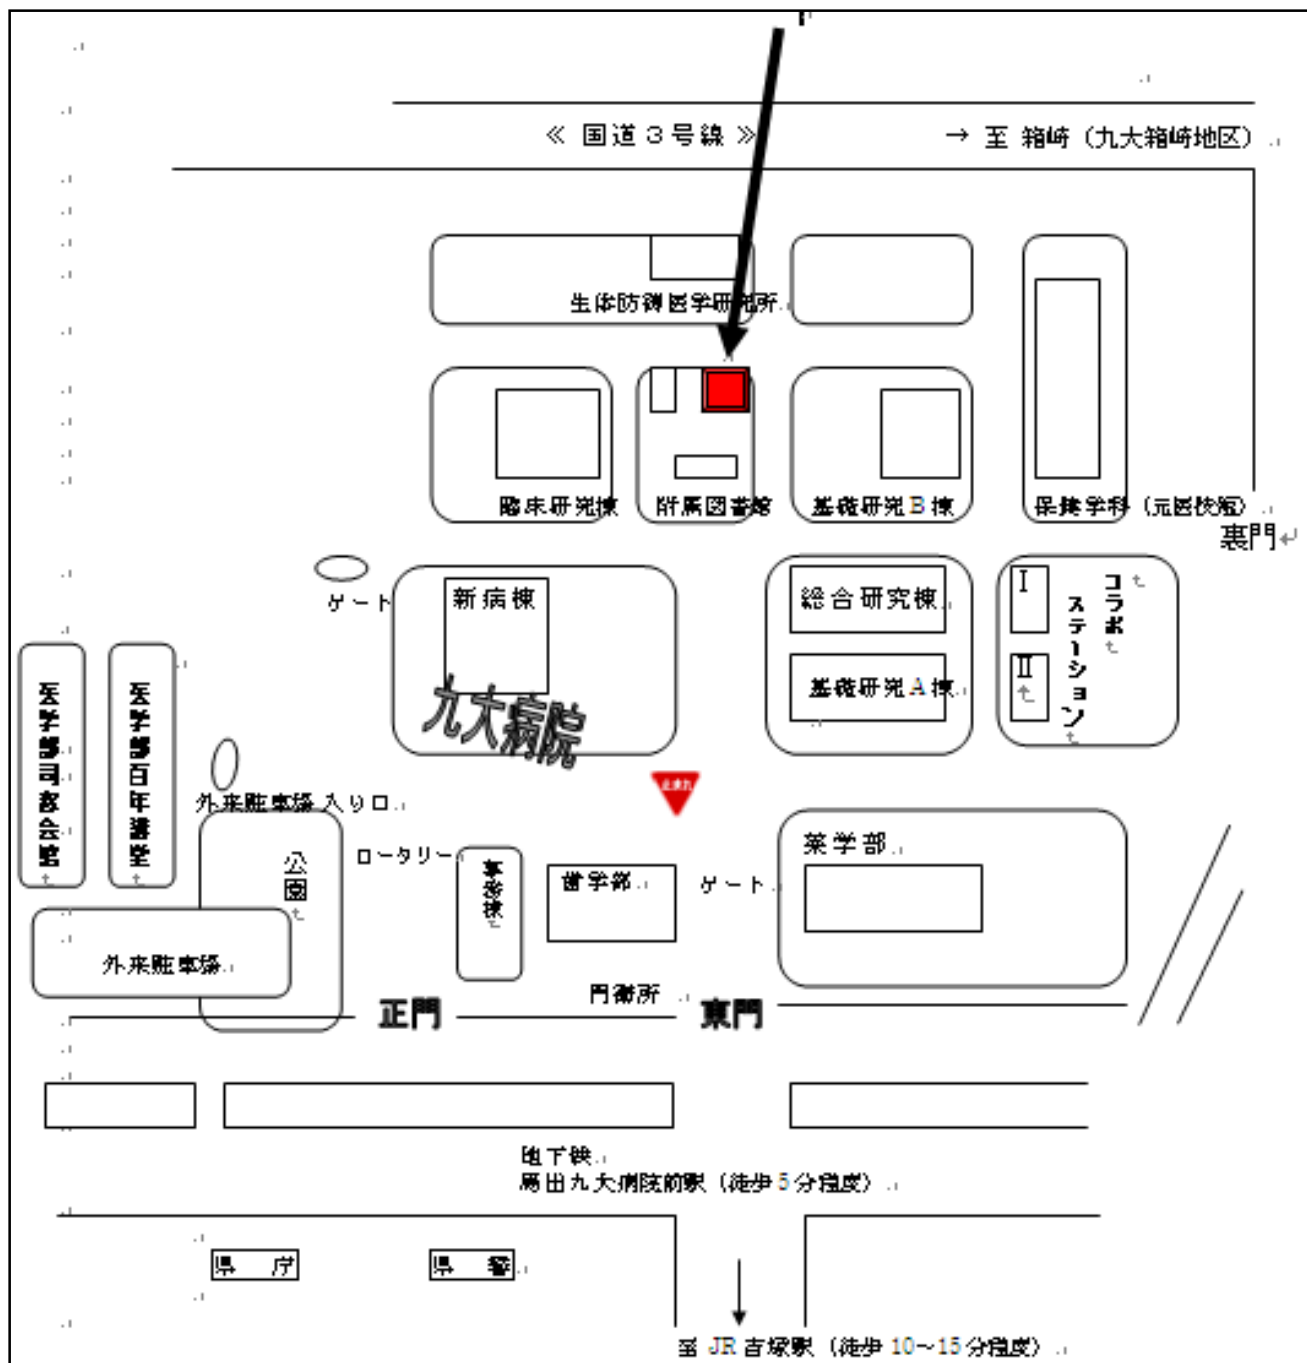 ≪ 国道３号線 ≫
→ 至 箱崎（九大箱崎地区）
生体防御医学研究所
臨床研究棟
附属図書館
基礎研究B棟
保健学科（元医技短）
裏門
ゲート
新病棟
九大病院
総合研究棟
基礎研究A棟
Ⅰ
Ⅱ
コラボ
ステーション
医学部同窓会館
医学部百年講堂
止まれ
外来駐車場入り口
公園
ロータリー
事務棟
歯学部
ゲート
薬学部
外来駐車場
門衛所
正門
東門
地下鉄
馬出九大病院前駅（徒歩5分程度）
県 庁
県 警
至 JR吉塚駅（徒歩10～15分程度）